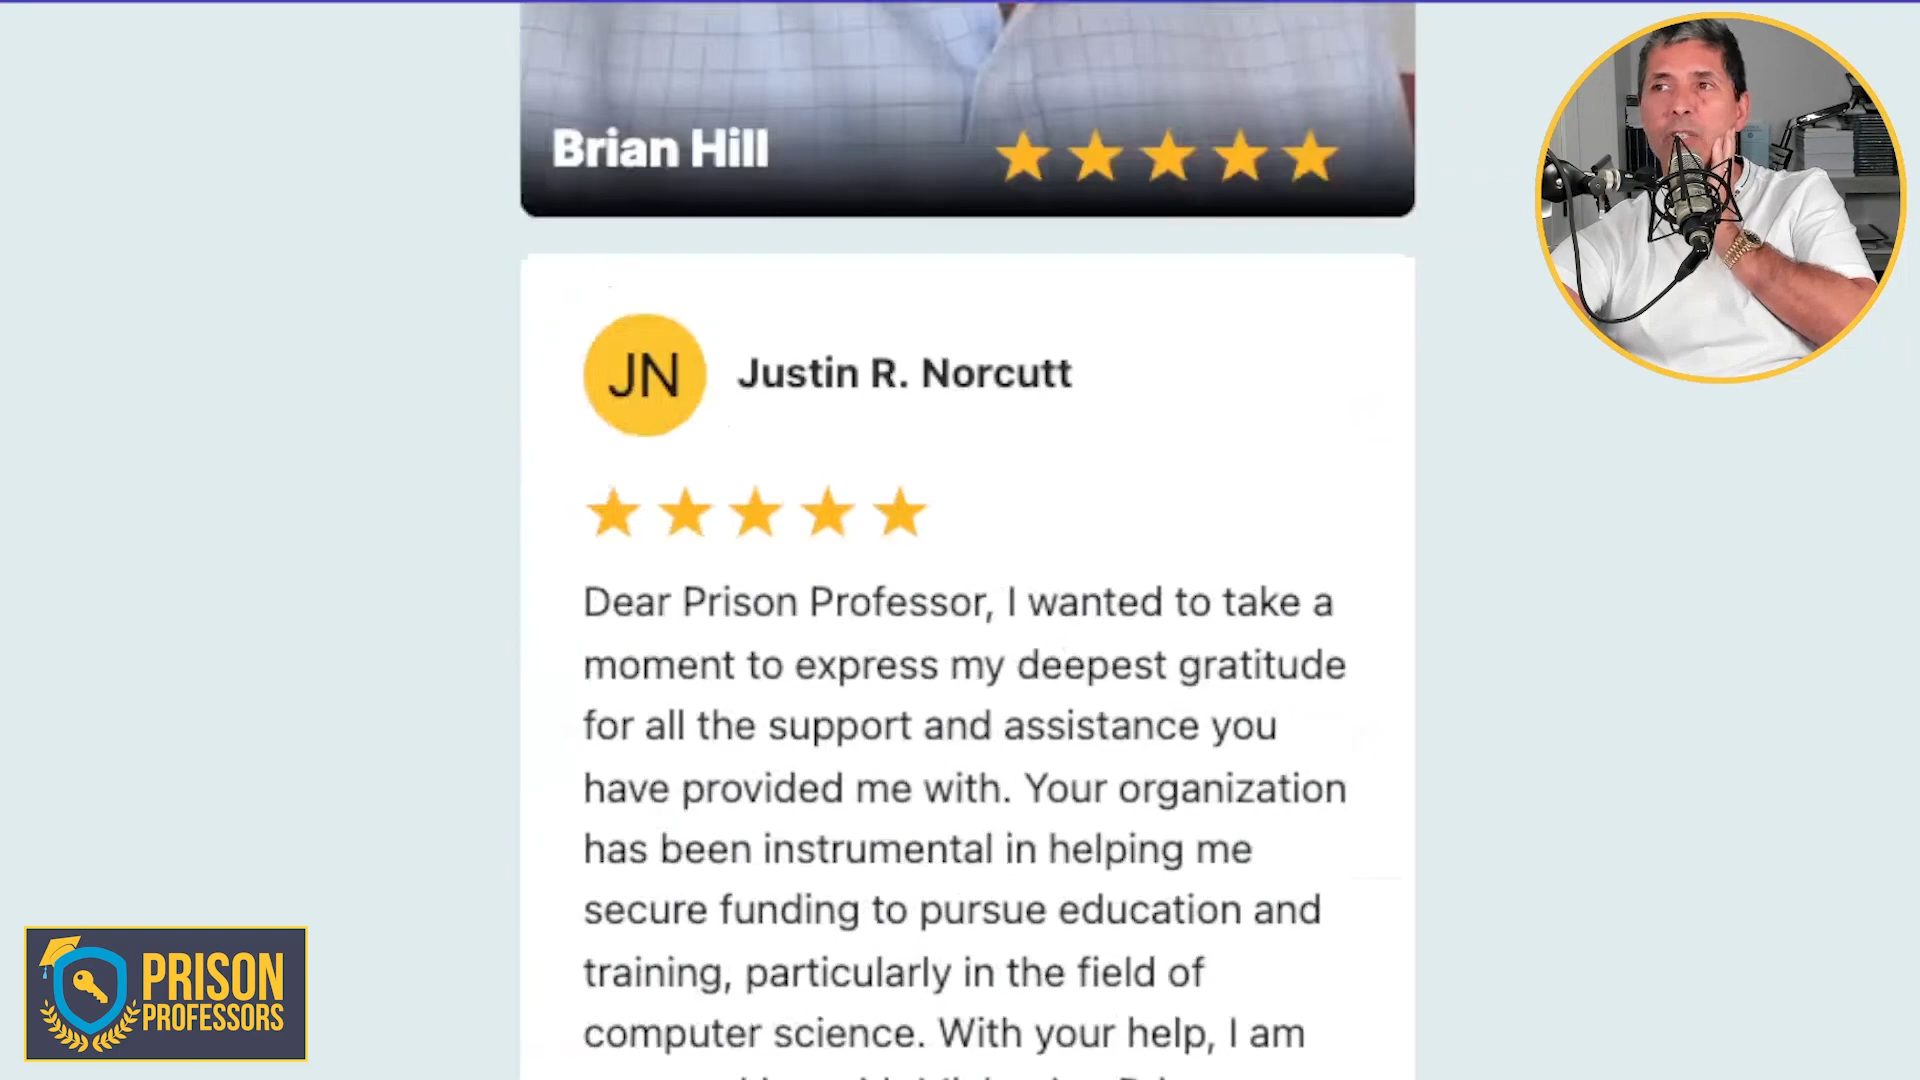 Brian Hill
JN
Justin R. Norcutt
Dear Prison Professor, I wanted to take a
moment to express my deepest gratitude
for all the support and assistance you
have provided me with. Your organization
has been instrumental in helping me
secure funding to pursue education and
training, particularly in the field of
computer science. With your help, I am
PRISON
PROFESSORS